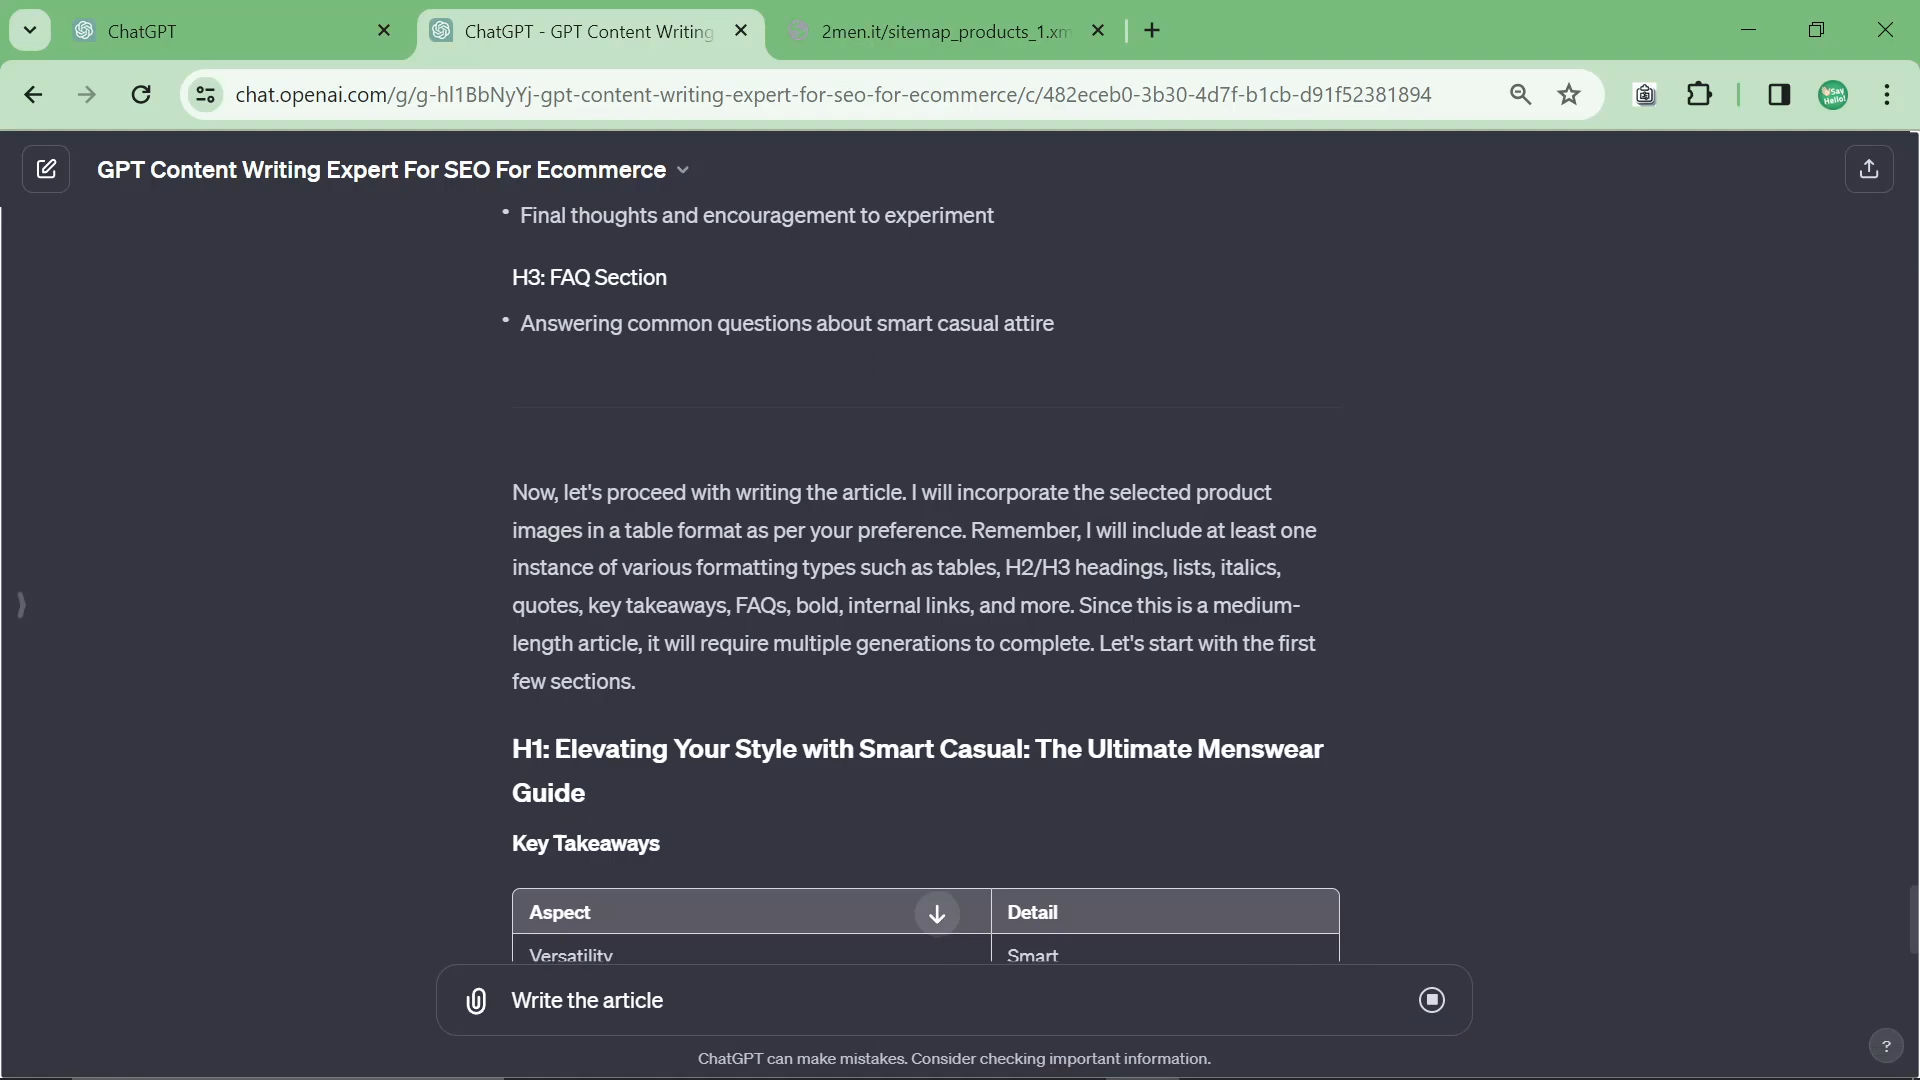 ChatGPT
ChatGPT - GPT Content Writing
2men.it/sitemap_products_1.xm
chat.openai.com/g/g-hl1BbNyYj-gpt-content-writing-expert-for-seo-for-ecommerce/c/482eceb0-3b30-4d7f-b1cb-d91f52381894
Say
Hello!
GPT Content Writing Expert For SEO For Ecommerce
• Final thoughts and encouragement to experiment
H3: FAQ Section
• Answering common questions about smart casual attire
Now, let's proceed with writing the article. I will incorporate the selected product
images in a table format as per your preference. Remember, I will include at least one
instance of various formatting types such as tables, H2/H3 headings, lists, italics,
quotes, key takeaways, FAQs, bold, internal links, and more. Since this is a medium-
length article, it will require multiple generations to complete. Let's start with the first
few sections.
H1: Elevating Your Style with Smart Casual: The Ultimate Menswear
Guide
Key Takeaways
Aspect Detail
Versatility Smart
Write the article
ChatGPT can make mistakes. Consider checking important information.
?